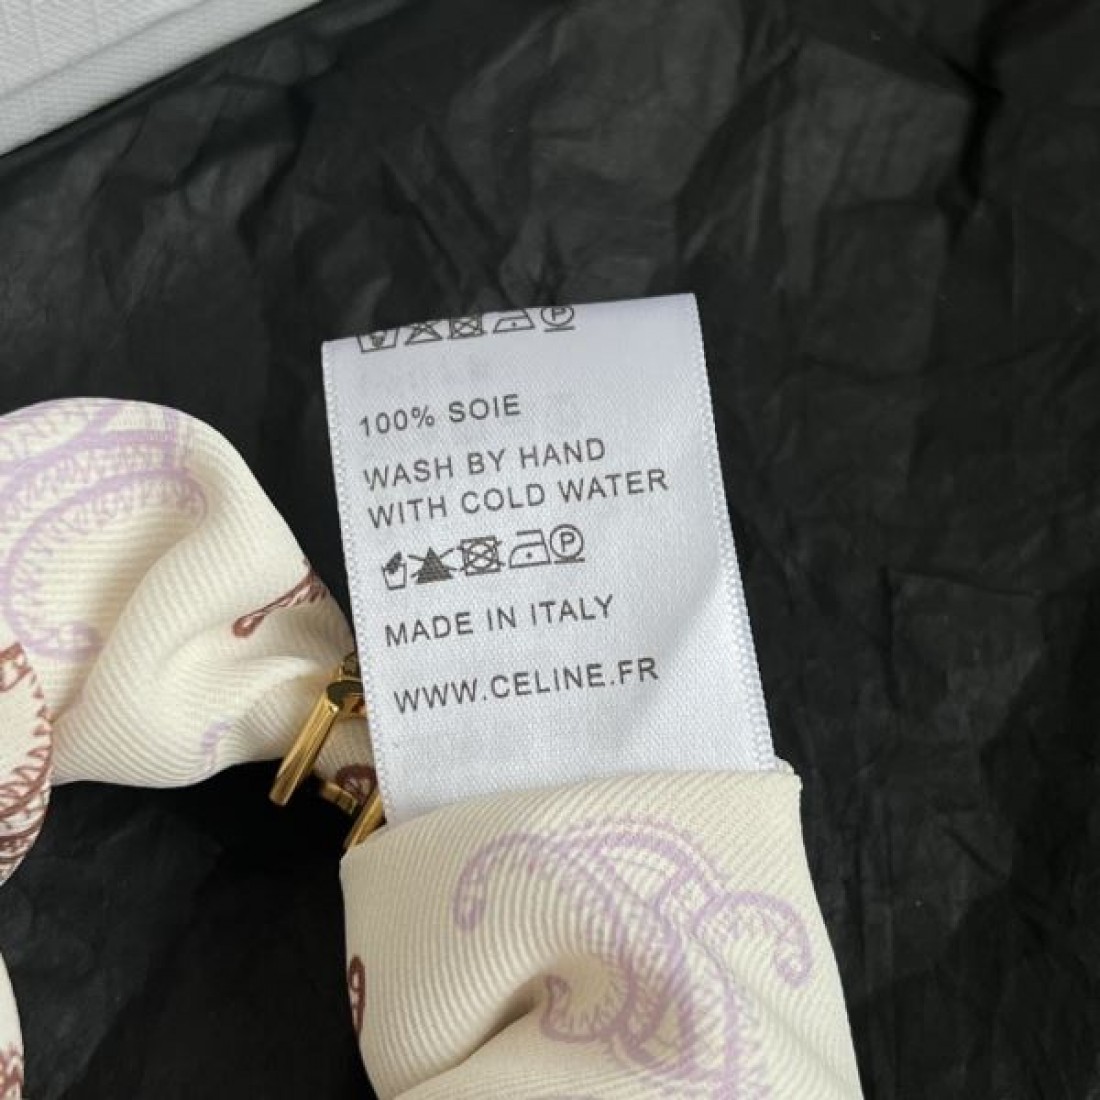 100% SOIE
WASH BY HAND
WITH COLD WATER
P
MADE IN ITALY
WWW.CELINE.FR